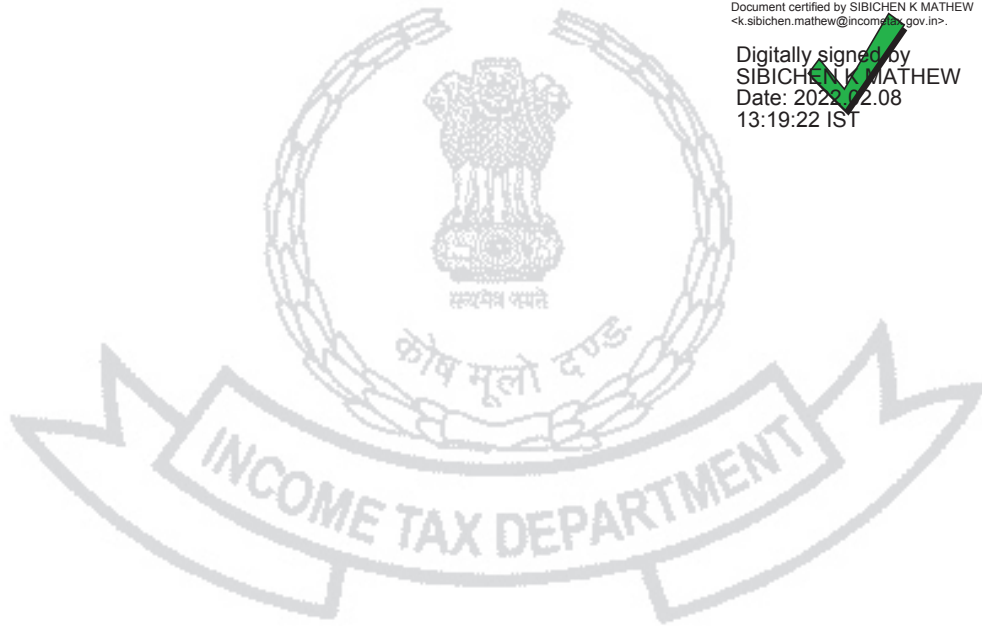 Document certified by SIBICHEN K MATHEW
<k.sibichen.mathew@incometax.gov.in>.
Digitally signed by
SIBICHEN K MATHEW
Date: 2022.02.08
13:19:22 IST
सत्यमेव जयते
कोष मूलो दण्डः
INCOME TAX DEPARTMENT